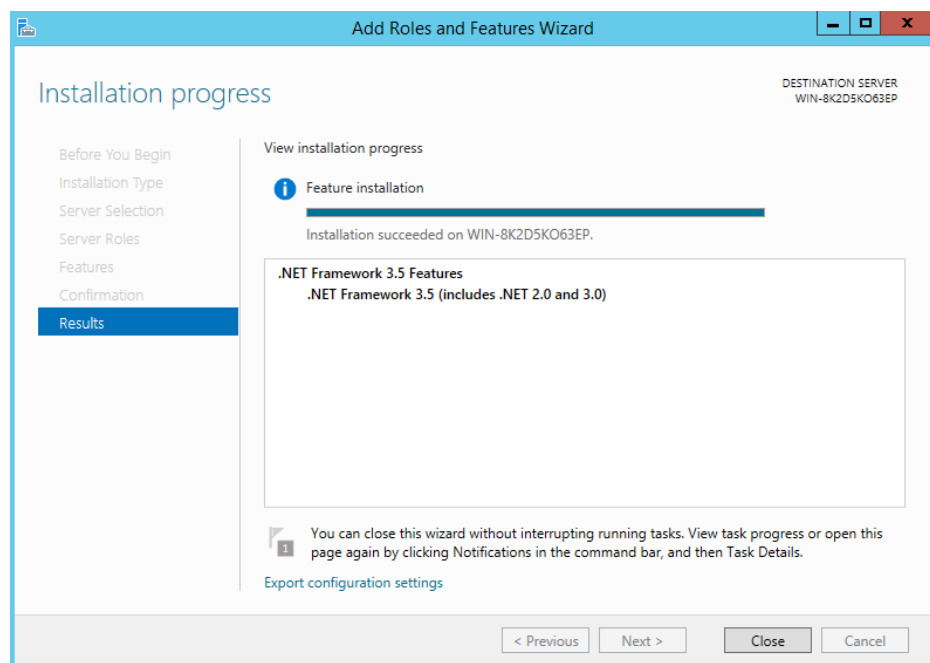 Add Roles and Features Wizard
Installation progress
DESTINATION SERVER
WIN-8K2D5KO63EP
Before You Begin
Installation Type
Server Selection
Server Roles
Features
Confirmation
Results
View installation progress
Feature installation
Installation succeeded on WIN-8K2D5KO63EP.
.NET Framework 3.5 Features
.NET Framework 3.5 (includes .NET 2.0 and 3.0)
1
You can close this wizard without interrupting running tasks. View task progress or open this
page again by clicking Notifications in the command bar, and then Task Details.
Export configuration settings
< Previous
Next >
Close
Cancel